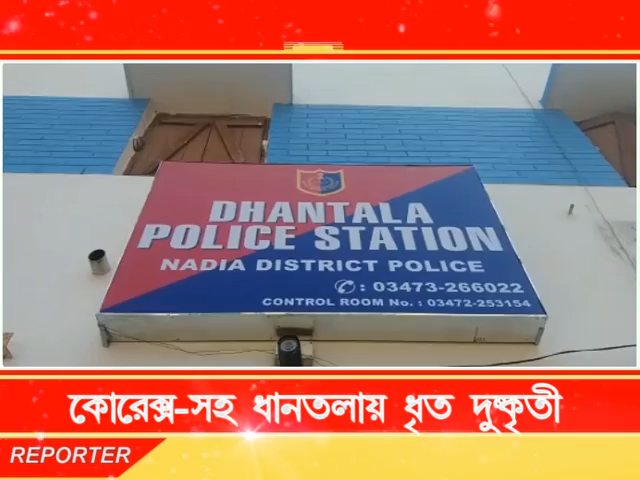 DHANTALA
POLICE STATION
NADIA DISTRICT POLICE
✆ : 03473-266022
CONTROL ROOM No. : 03472-253154
কোরেক্স-সহ ধানতলায় ধৃত দুষ্কৃতী
REPORTER